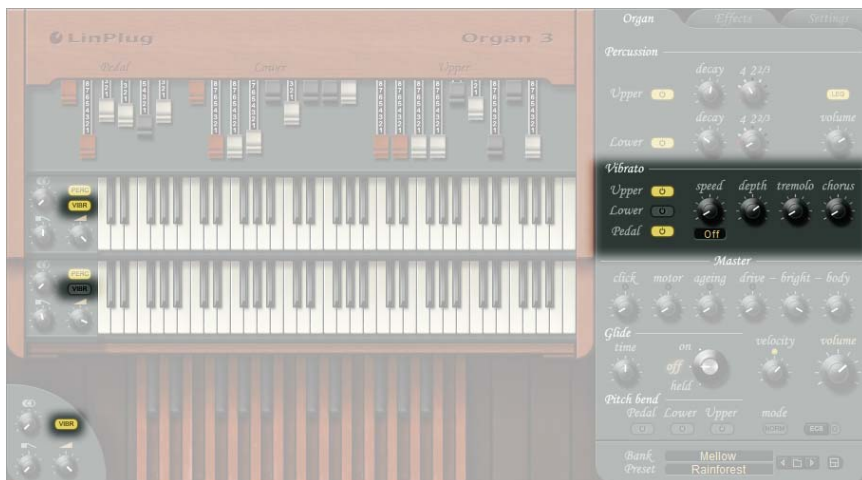 Organ Effects Settings
LinPlug Organ 3
Pedal Lower Upper
Percussion
decay 4 2 2/3
Upper LEG
decay 4 2 2/3 volume
Lower
Vibrato
Upper speed depth tremolo chorus
Lower
Pedal Off
PERC
VIBR
PERC
VIBR
VIBR
Master
click motor ageing drive – bright – body
Glide
time on velocity volume
off
held
Pitch bend
Pedal Lower Upper mode
NORM
Bank Mellow
Preset Rainforest